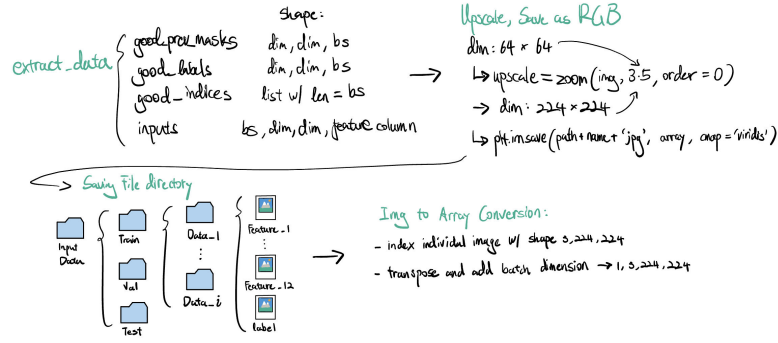 Shape:
extract_data
good_prev_masks dim, dim, bs
good_labels dim, dim, bs
good_indices list w/ len = bs
inputs bs, dim, dim, feature column
Upscale, Save as RGB
dim: 64 × 64
↳ upscale = zoom(img, 3.5, order = 0)
→ dim: 224 × 224
↳ plt.imsave(path + name + 'jpg', array, cmap = 'viridis')
Saving File directory
Input Data
Train
Val
Test
Data_1
⋮
Data_i
Feature_1
⋮
Feature_12
label
Img to Array Conversion:
- index individual image w/ shape 3,224,224
- transpose and add batch dimension → 1,3,224,224